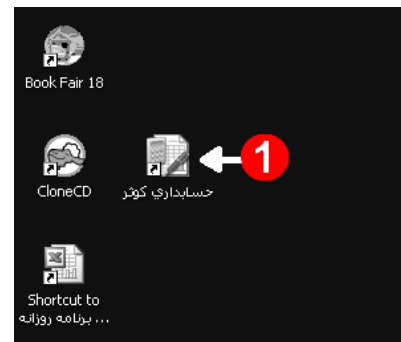 Book Fair 18
CloneCD
حسابداري كوثر
1
Shortcut to
برنامه روزانه ...